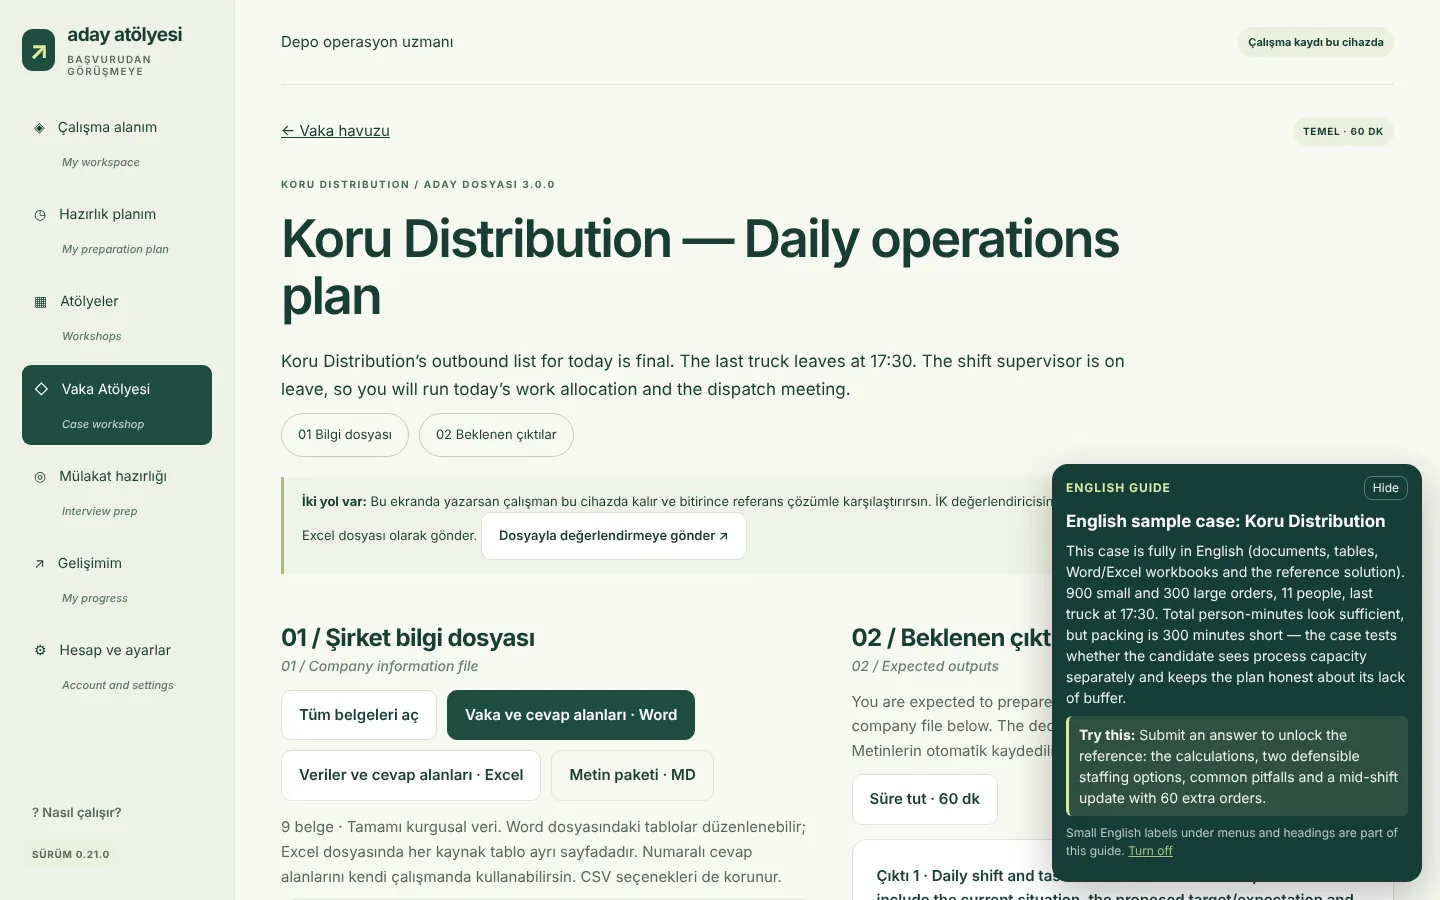 aday atölyesi
BAŞVURUDAN
GÖRÜŞMEYE
Çalışma alanım
My workspace
Hazırlık planım
My preparation plan
Atölyeler
Workshops
Vaka Atölyesi
Case workshop
Mülakat hazırlığı
Interview prep
Gelişimim
My progress
Hesap ve ayarlar
Account and settings
? Nasıl çalışır?
SÜRÜM 0.21.0
Depo operasyon uzmanı
Çalışma kaydı bu cihazda
← Vaka havuzu
TEMEL · 60 DK
KORU DISTRIBUTION / ADAY DOSYASI 3.0.0
Koru Distribution — Daily operations
plan
Koru Distribution’s outbound list for today is final. The last truck leaves at 17:30. The shift supervisor is on
leave, so you will run today’s work allocation and the dispatch meeting.
01 Bilgi dosyası
02 Beklenen çıktılar
İki yol var: Bu ekranda yazarsan çalışman bu cihazda kalır ve bitirince referans çözümle karşılaştırırsın. İK değerlendiricisin
Excel dosyası olarak gönder. Dosyayla değerlendirmeye gönder ↗
01 / Şirket bilgi dosyası
01 / Company information file
Tüm belgeleri aç
Vaka ve cevap alanları · Word
Veriler ve cevap alanları · Excel
Metin paketi · MD
9 belge · Tamamı kurgusal veri. Word dosyasındaki tablolar düzenlenebilir;
Excel dosyasında her kaynak tablo ayrı sayfadadır. Numaralı cevap
alanlarını kendi çalışmanda kullanabilirsin. CSV seçenekleri de korunur.
02 / Beklenen çıkt
02 / Expected outputs
You are expected to prepare
company file below. The dec
Metinlerin otomatik kaydedili
Süre tut · 60 dk
Çıktı 1 · Daily shift and tas
include the current situation, the proposed target/expectation and
ENGLISH GUIDE
Hide
English sample case: Koru Distribution
This case is fully in English (documents, tables,
Word/Excel workbooks and the reference solution).
900 small and 300 large orders, 11 people, last
truck at 17:30. Total person-minutes look sufficient,
but packing is 300 minutes short — the case tests
whether the candidate sees process capacity
separately and keeps the plan honest about its lack
of buffer.
Try this: Submit an answer to unlock the
reference: the calculations, two defensible
staffing options, common pitfalls and a mid-shift
update with 60 extra orders.
Small English labels under menus and headings are part of
this guide. Turn off